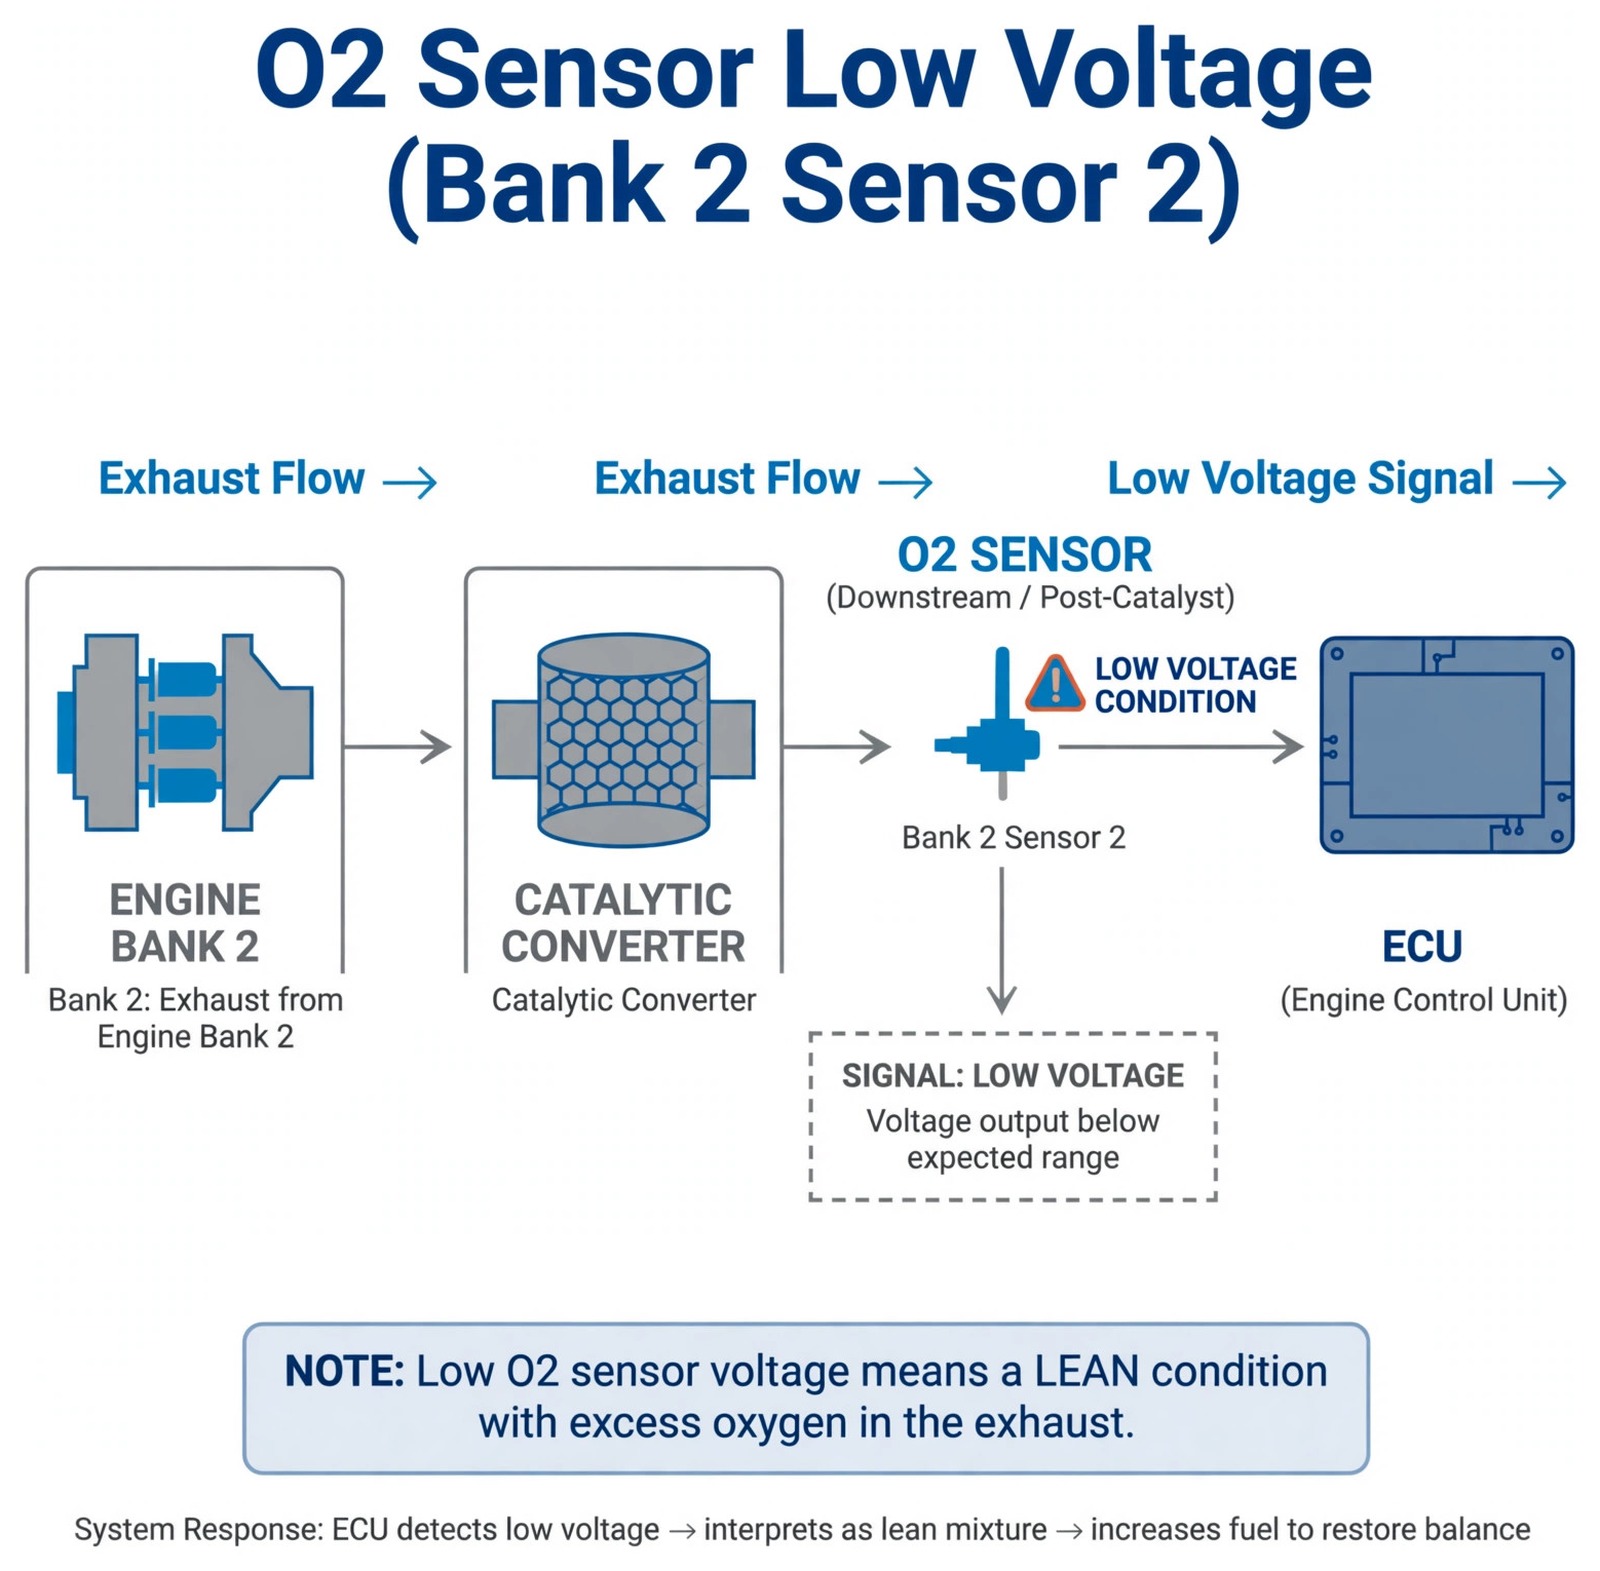 O2 Sensor Low Voltage
(Bank 2 Sensor 2)
Exhaust Flow →
Exhaust Flow →
Low Voltage Signal →
O2 SENSOR
(Downstream / Post-Catalyst)
LOW VOLTAGE
CONDITION
Bank 2 Sensor 2
ENGINE
BANK 2
Bank 2: Exhaust from
Engine Bank 2
CATALYTIC
CONVERTER
Catalytic Converter
ECU
(Engine Control Unit)
SIGNAL: LOW VOLTAGE
Voltage output below
expected range
NOTE: Low O2 sensor voltage means a LEAN condition
with excess oxygen in the exhaust.
System Response: ECU detects low voltage → interprets as lean mixture → increases fuel to restore balance